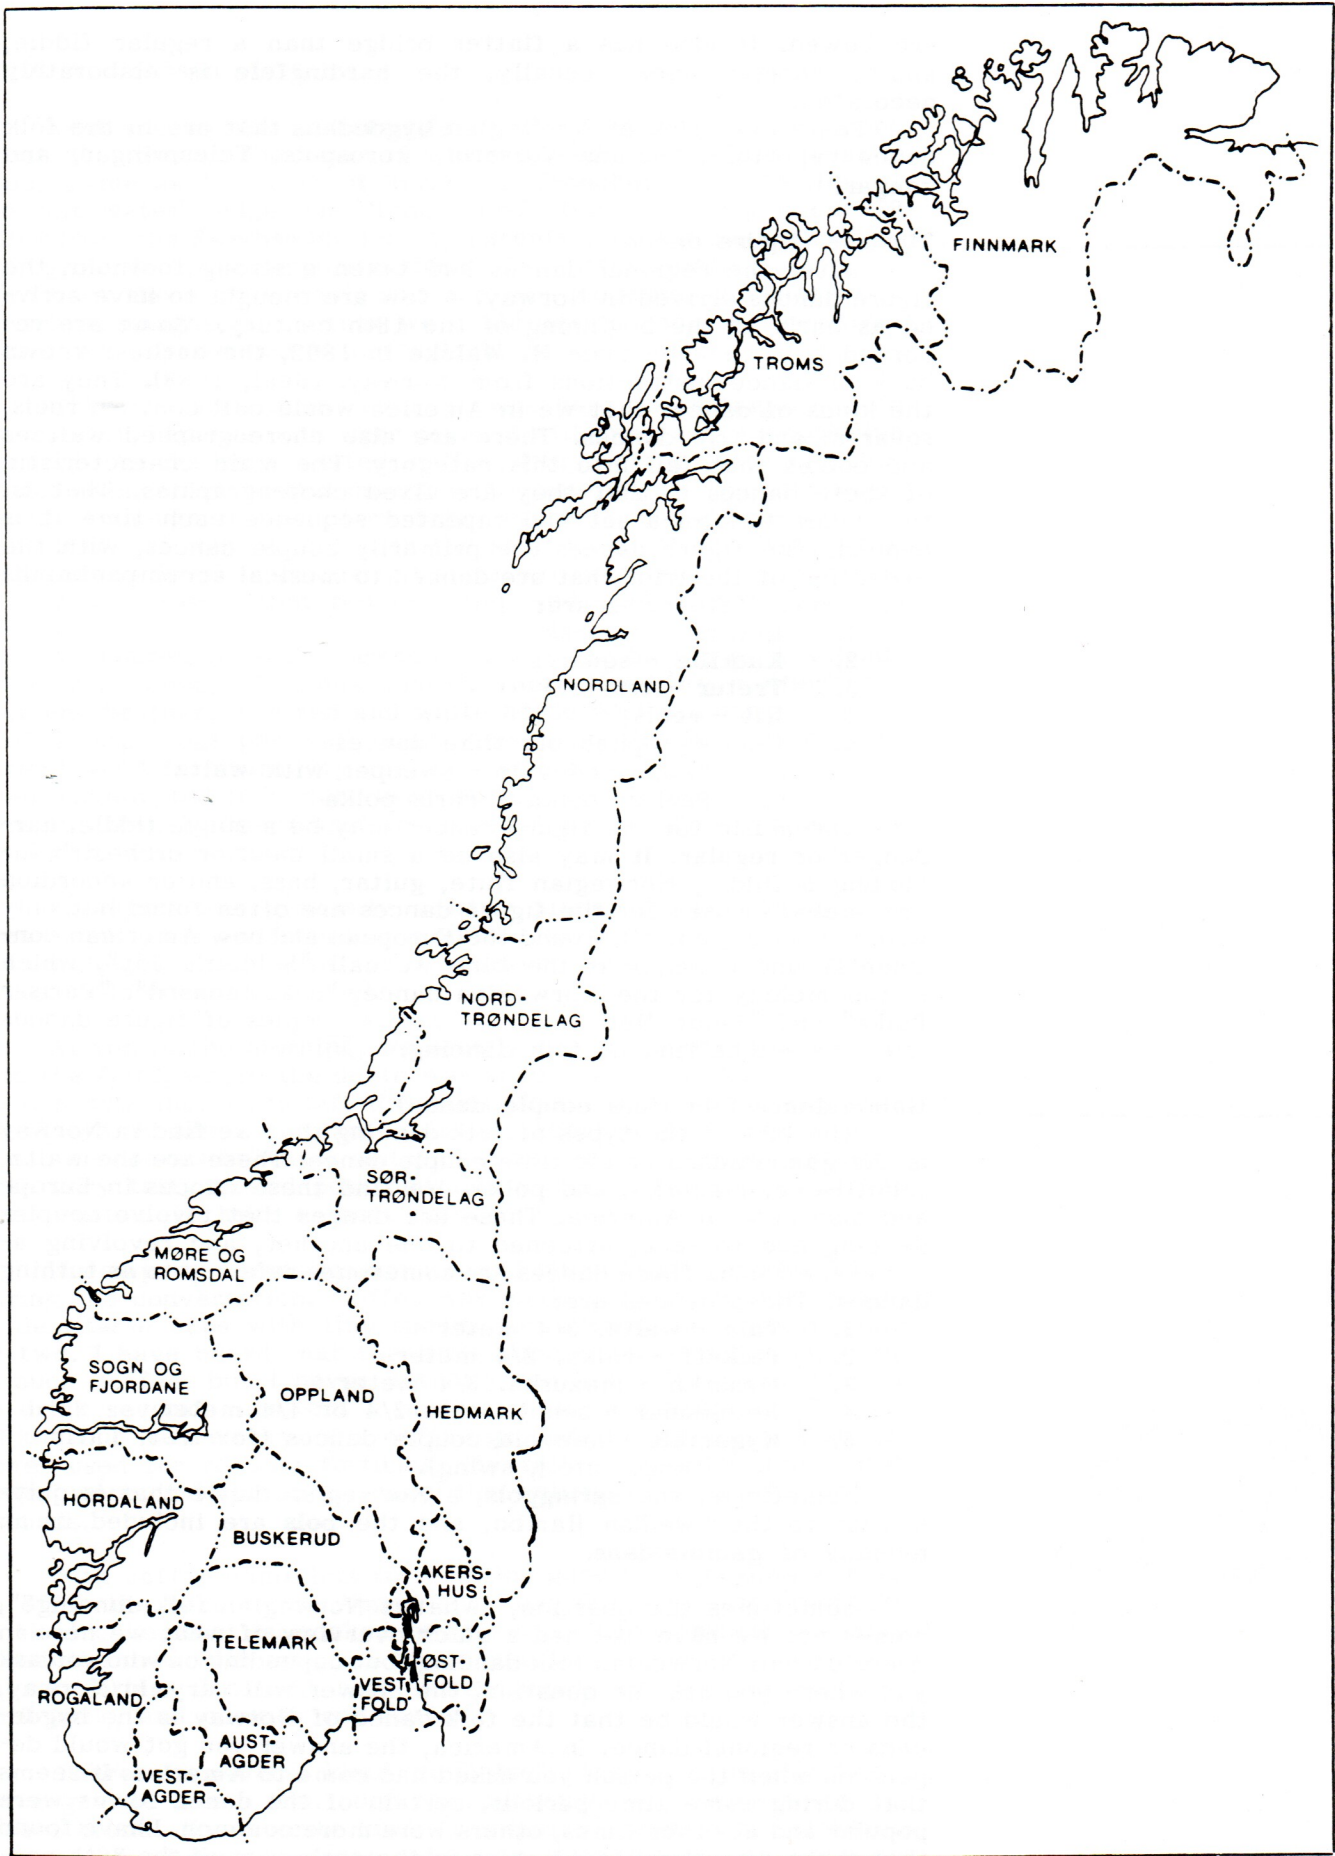 FINNMARK
TROMS
NORDLAND
NORD-
TRØNDELAG
SØR-
TRØNDELAG
MØRE OG
ROMSDAL
SOGN OG
FJORDANE
OPPLAND
HEDMARK
HORDALAND
BUSKERUD
AKERS-
HUS
TELEMARK
ØST-
FOLD
VEST
FOLD
ROGALAND
AUST-
AGDER
VEST-
AGDER